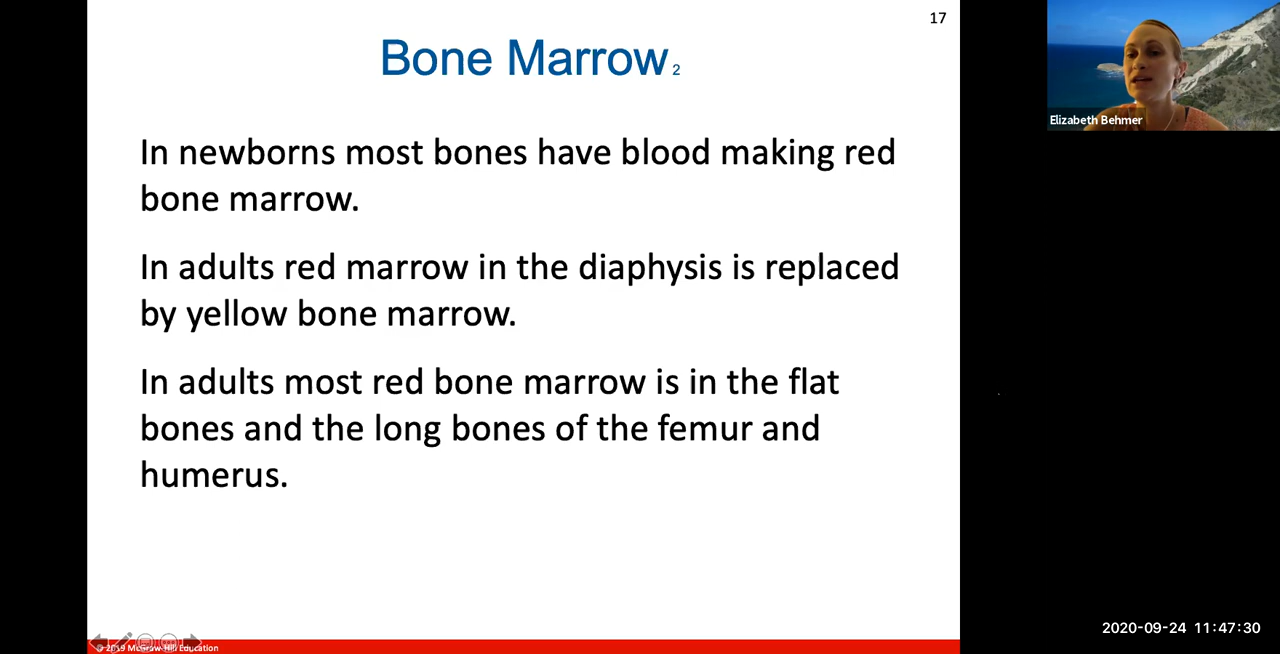 17
Bone Marrow 2
In newborns most bones have blood making red
bone marrow.
In adults red marrow in the diaphysis is replaced
by yellow bone marrow.
In adults most red bone marrow is in the flat
bones and the long bones of the femur and
humerus.
© 2019 McGraw-Hill Education
Elizabeth Behmer
2020-09-24 11:47:30